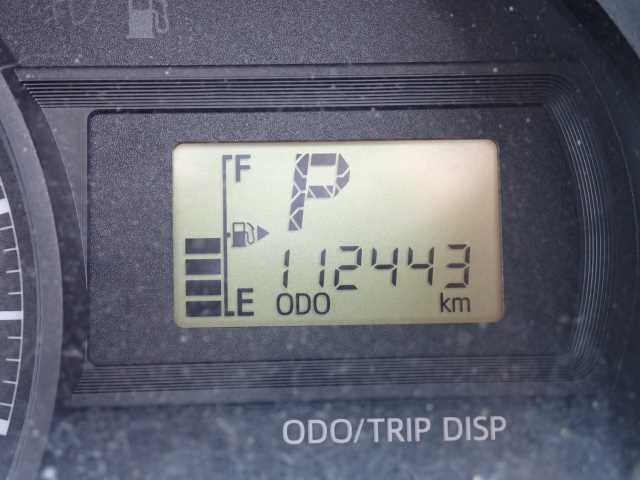 F
P
112443
E ODO km
ODO/TRIP DISP